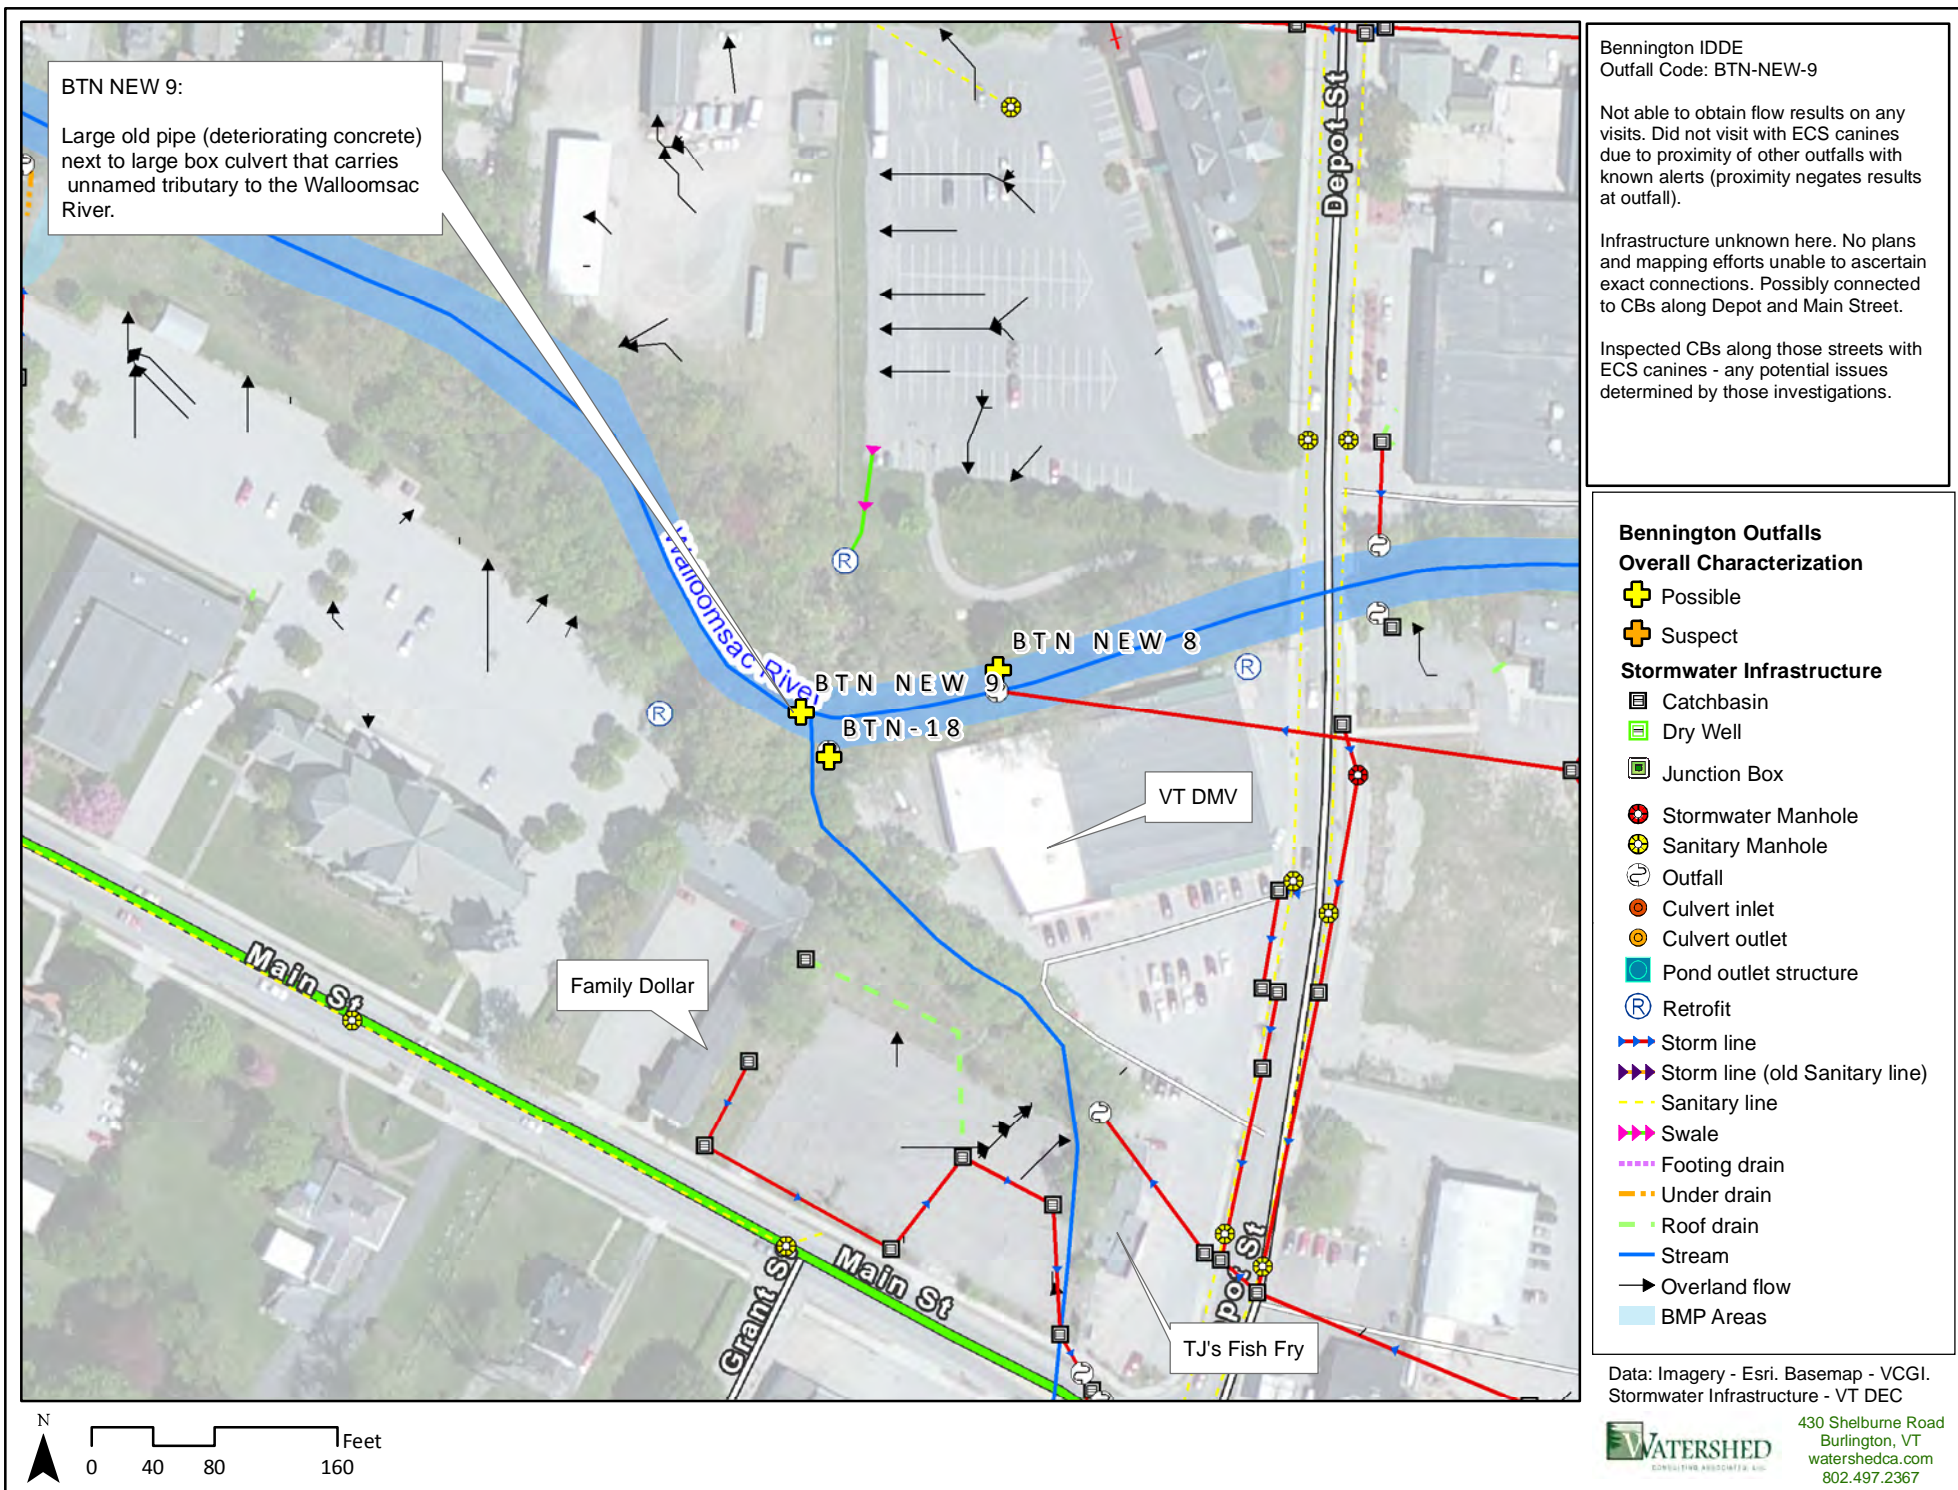 BTN NEW 9:
Large old pipe (deteriorating concrete)
next to large box culvert that carries
unnamed tributary to the Walloomsac
River.
Depot St
Walloomsac River
BTN NEW 8
BTN NEW 9
BTN-18
VT DMV
Family Dollar
Main St
Main St
Grant S
TJ's Fish Fry
R
R
R
N
0 40 80 160
Feet
Bennington IDDE
Outfall Code: BTN-NEW-9
Not able to obtain flow results on any
visits. Did not visit with ECS canines
due to proximity of other outfalls with
known alerts (proximity negates results
at outfall).
Infrastructure unknown here. No plans
and mapping efforts unable to ascertain
exact connections. Possibly connected
to CBs along Depot and Main Street.
Inspected CBs along those streets with
ECS canines - any potential issues
determined by those investigations.
Bennington Outfalls
Overall Characterization
Possible
Suspect
Stormwater Infrastructure
Catchbasin
Dry Well
Junction Box
Stormwater Manhole
Sanitary Manhole
Outfall
Culvert inlet
Culvert outlet
Pond outlet structure
R Retrofit
Storm line
Storm line (old Sanitary line)
Sanitary line
Swale
Footing drain
Under drain
Roof drain
Stream
Overland flow
BMP Areas
Data: Imagery - Esri. Basemap - VCGI.
Stormwater Infrastructure - VT DEC
WATERSHED
CONSULTING ASSOCIATES, LLC
430 Shelburne Road
Burlington, VT
watershedca.com
802.497.2367